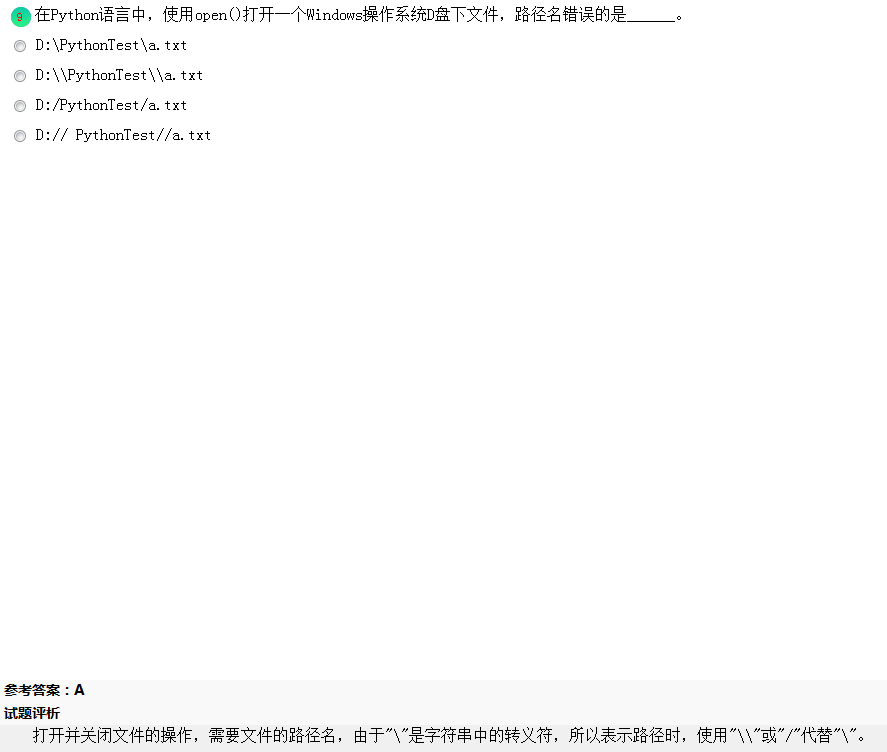 9 在Python语言中，使用open()打开一个Windows操作系统D盘下文件，路径名错误的是______。
D:\PythonTest\a.txt
D:\\PythonTest\\a.txt
D:/PythonTest/a.txt
D:// PythonTest//a.txt
参考答案：A
试题评析
打开并关闭文件的操作，需要文件的路径名，由于"\"是字符串中的转义符，所以表示路径时，使用"\\"或"/"代替"\"。